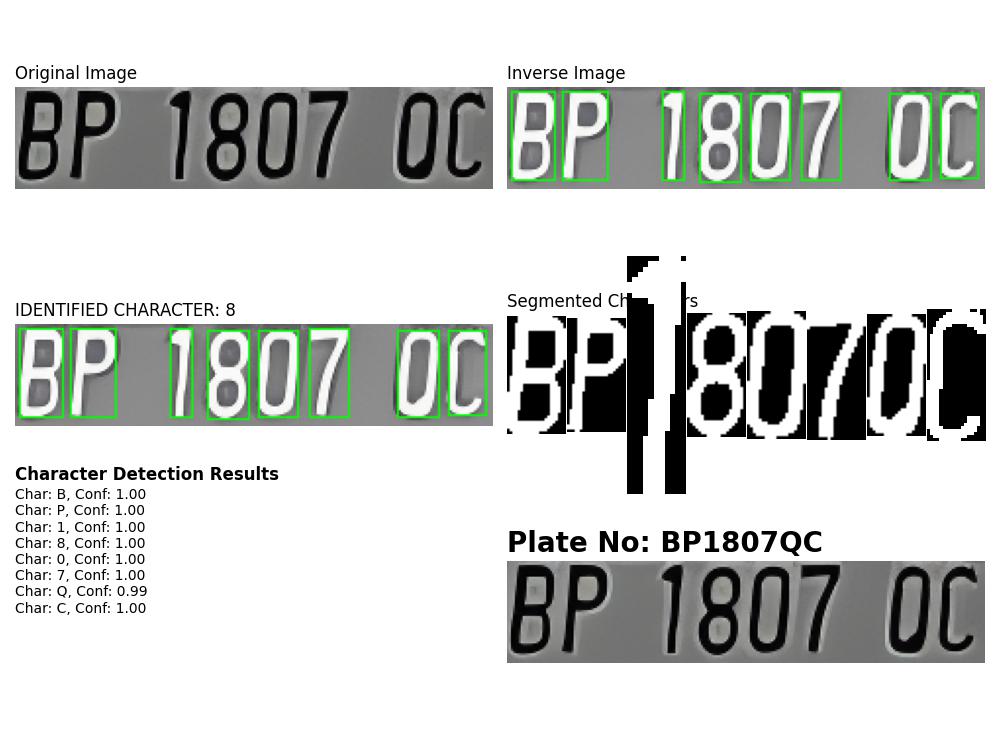 Original Image
BP 1807 QC
Inverse Image
BP 1807 QC
IDENTIFIED CHARACTER: 8
BP 1807 QC
Segmented Ch rs
BP1807QC
Character Detection Results
Char: B, Conf: 1.00
Char: P, Conf: 1.00
Char: 1, Conf: 1.00
Char: 8, Conf: 1.00
Char: 0, Conf: 1.00
Char: 7, Conf: 1.00
Char: Q, Conf: 0.99
Char: C, Conf: 1.00
Plate No: BP1807QC
BP 1807 QC